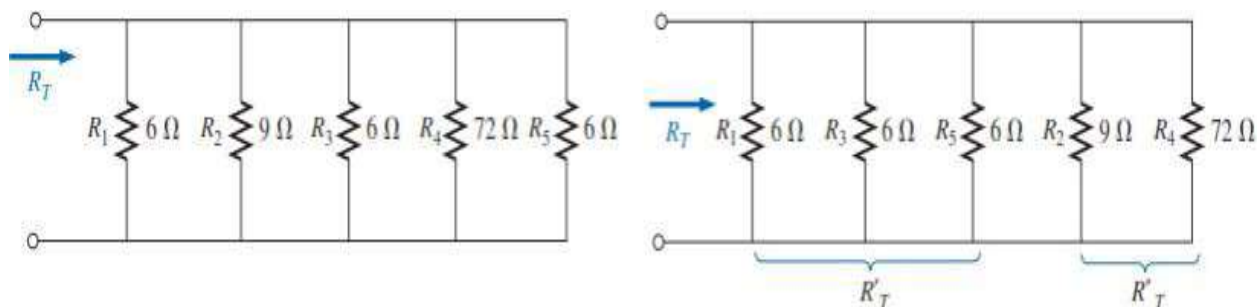 R_T
R_1 6 Ω R_2 9 Ω R_3 6 Ω R_4 72 Ω R_5 6 Ω
R_T
R_1 6 Ω R_3 6 Ω R_5 6 Ω R_2 9 Ω R_4 72 Ω
R'_T R"_T